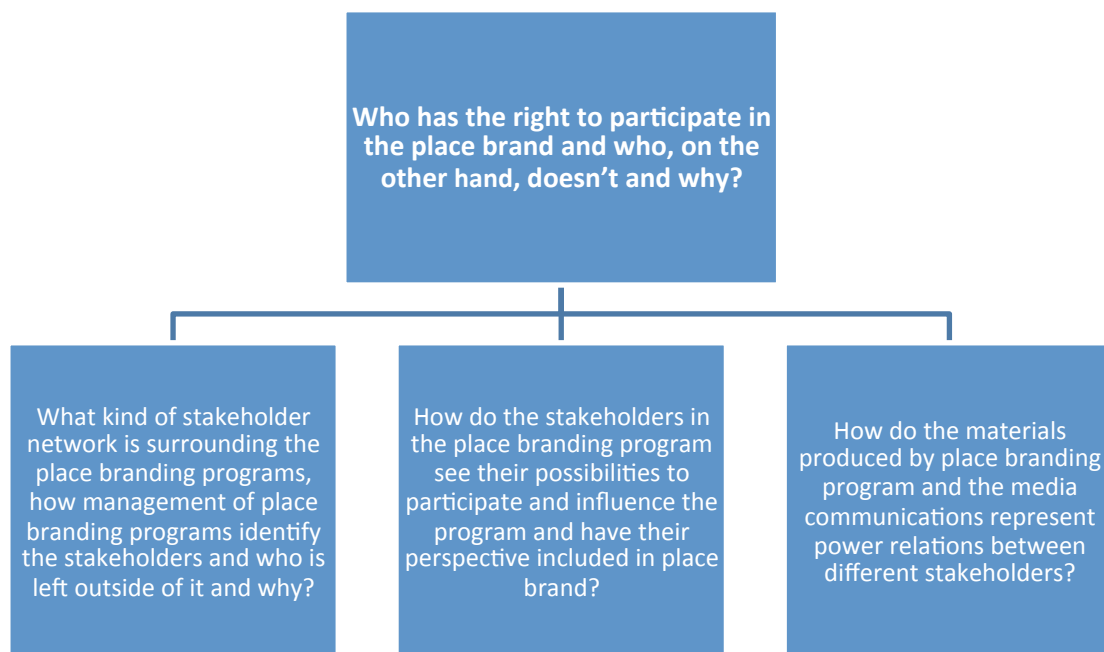 Who has the right to participate in
the place brand and who, on the
other hand, doesn’t and why?
What kind of stakeholder
network is surrounding the
place branding programs,
how management of place
branding programs identify
the stakeholders and who is
left outside of it and why?
How do the stakeholders in
the place branding program
see their possibilities to
participate and influence the
program and have their
perspective included in place
brand?
How do the materials
produced by place branding
program and the media
communications represent
power relations between
different stakeholders?